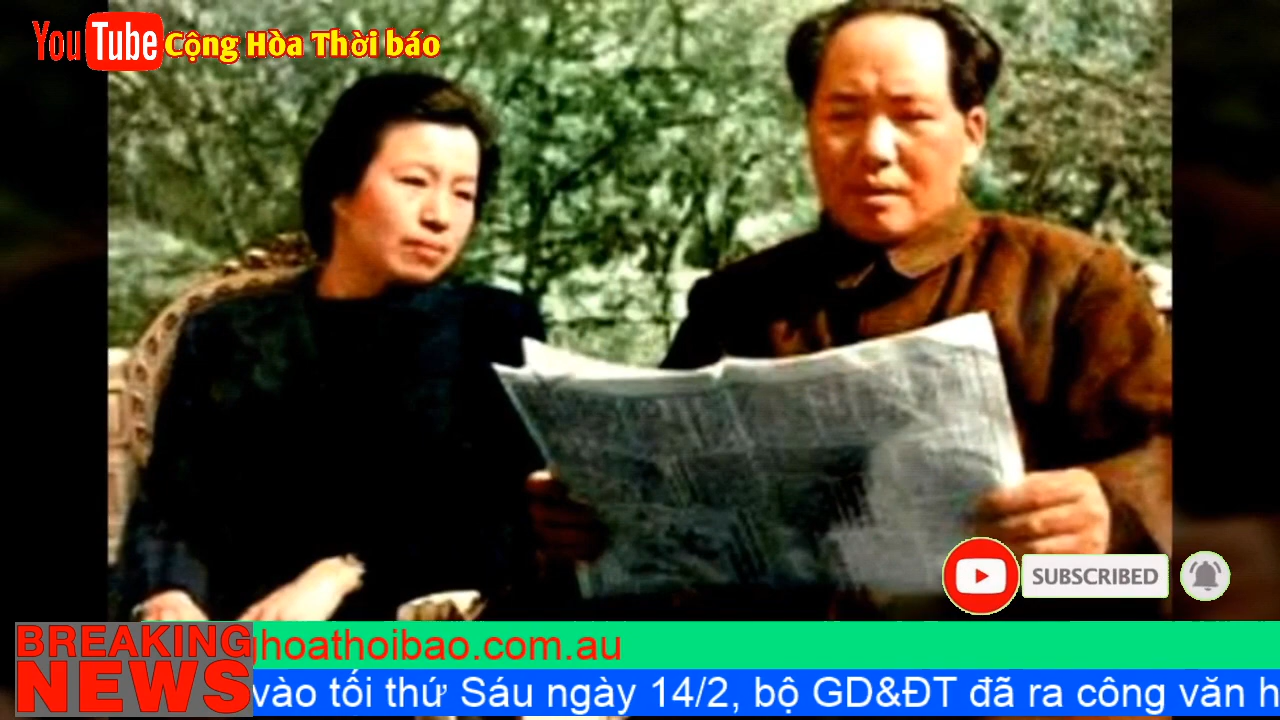 YouTube Cộng Hòa Thời báo
SUBSCRIBED
BREAKING
NEWS
ghoathoibao.com.au
vào tối thứ Sáu ngày 14/2, bộ GD&ĐT đã ra công văn h